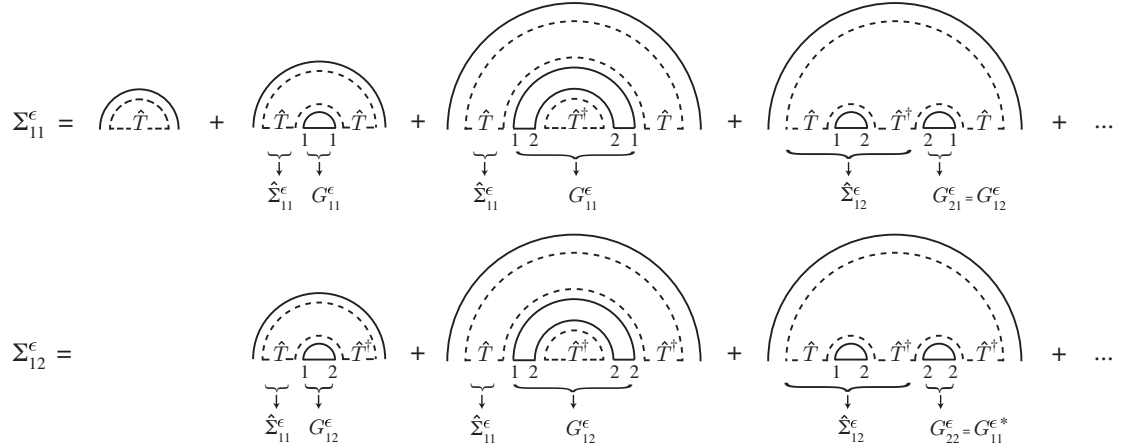 Σ^ϵ_11 = T̂ + T̂ T̂ + T̂ T̂† T̂ + T̂ T̂† T̂ + ...
1 1 1 2 2 1 1 2 2 1
Σ̂^ϵ_11 G^ϵ_11 Σ̂^ϵ_11 G^ϵ_11 Σ̂^ϵ_12 G^ϵ_21 = G^ϵ_12
Σ^ϵ_12 = T̂ T̂† + T̂ T̂† T̂† + T̂ T̂† T̂† + ...
1 2 1 2 2 2 1 2 2 2
Σ̂^ϵ_11 G^ϵ_12 Σ̂^ϵ_11 G^ϵ_12 Σ̂^ϵ_12 G^ϵ_22 = G^ϵ*_11